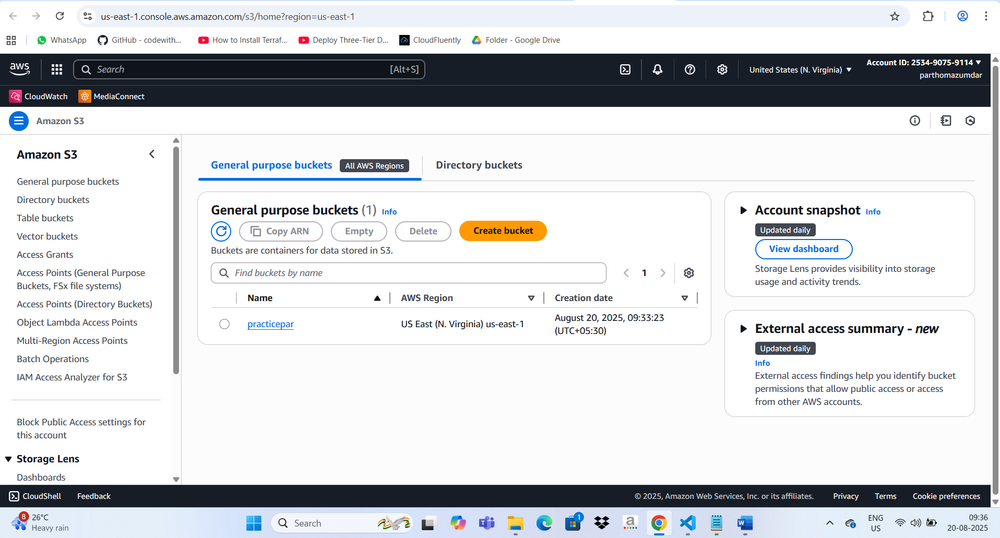 us-east-1.console.aws.amazon.com/s3/home?region=us-east-1
WhatsApp
GitHub - codewith...
How to Install Terraf...
Deploy Three-Tier D...
CloudFluently
Folder - Google Drive
aws
Search
[Alt+S]
United States (N. Virginia)
Account ID: 2534-9075-9114
parthomazumdar
CloudWatch
MediaConnect
Amazon S3
Amazon S3
General purpose buckets
Directory buckets
Table buckets
Vector buckets
Access Grants
Access Points (General Purpose
Buckets, FSx file systems)
Access Points (Directory Buckets)
Object Lambda Access Points
Multi-Region Access Points
Batch Operations
IAM Access Analyzer for S3
Block Public Access settings for
this account
Storage Lens
Dashboards
General purpose buckets
All AWS Regions
Directory buckets
General purpose buckets (1) Info
Copy ARN
Empty
Delete
Create bucket
Buckets are containers for data stored in S3.
Find buckets by name
1
Name
AWS Region
Creation date
practicepar
US East (N. Virginia) us-east-1
August 20, 2025, 09:33:23
(UTC+05:30)
Account snapshot Info
Updated daily
View dashboard
Storage Lens provides visibility into storage
usage and activity trends.
External access summary - new
Updated daily
Info
External access findings help you identify bucket
permissions that allow public access or access
from other AWS accounts.
CloudShell
Feedback
© 2025, Amazon Web Services, Inc. or its affiliates.
Privacy
Terms
Cookie preferences
8
26°C
Heavy rain
Search
1
a
W
ENG
US
09:36
20-08-2025